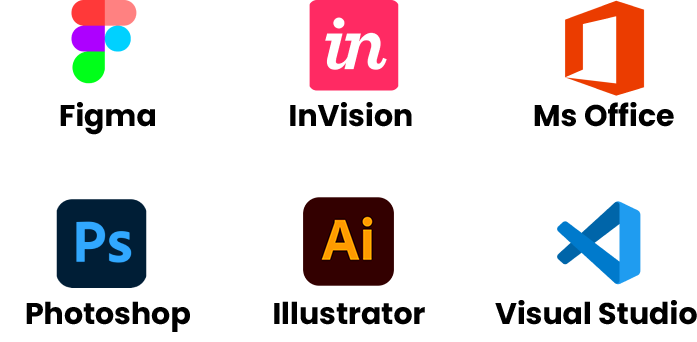 in
Figma
InVision
Ms Office
Ps
Ai
Photoshop
Illustrator
Visual Studio